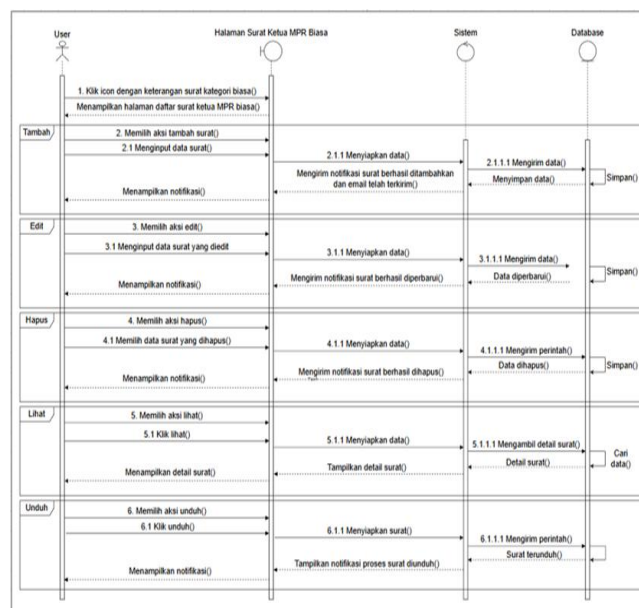 User
Halaman Surat Ketua MPR Biasa
Sistem
Database
1. Klik icon dengan keterangan surat kategori biasa()
Menampilkan halaman daftar surat ketua MPR biasa()
Tambah
2. Memilih aksi tambah surat()
2.1 Menginput data surat()
2.1.1 Menyiapkan data()
2.1.1.1 Mengirim data()
Simpan()
Mengirim notifikasi surat berhasil ditambahkan
dan email telah terkirim()
Menyimpan data()
Menampilkan notifikasi()
Edit
3. Memilih aksi edit()
3.1 Menginput data surat yang diedit
3.1.1 Menyiapkan data()
3.1.1.1 Mengirim data()
Simpan()
Mengirim notifikasi surat berhasil diperbarui()
Data diperbarui()
Menampilkan notifikasi()
Hapus
4. Memilih aksi hapus()
4.1 Memilih data surat yang dihapus()
4.1.1 Menyiapkan data()
4.1.1.1 Mengirim perintah()
Simpan()
Mengirim notifikasi surat berhasil dihapus()
Data dihapus()
Menampilkan notifikasi()
Lihat
5. Memilih aksi lihat()
5.1 Klik lihat()
5.1.1 Menyiapkan data()
5.1.1.1 Mengambil detail surat()
Cari
data()
Tampilkan detail surat()
Detail surat()
Menampilkan detail surat()
Unduh
6. Memilih aksi unduh()
6.1 Klik unduh()
6.1.1 Menyiapkan surat()
6.1.1.1 Mengirim perintah()
Surat terunduh()
Tampilkan notifikasi proses surat diunduh()
Menampilkan notifikasi()